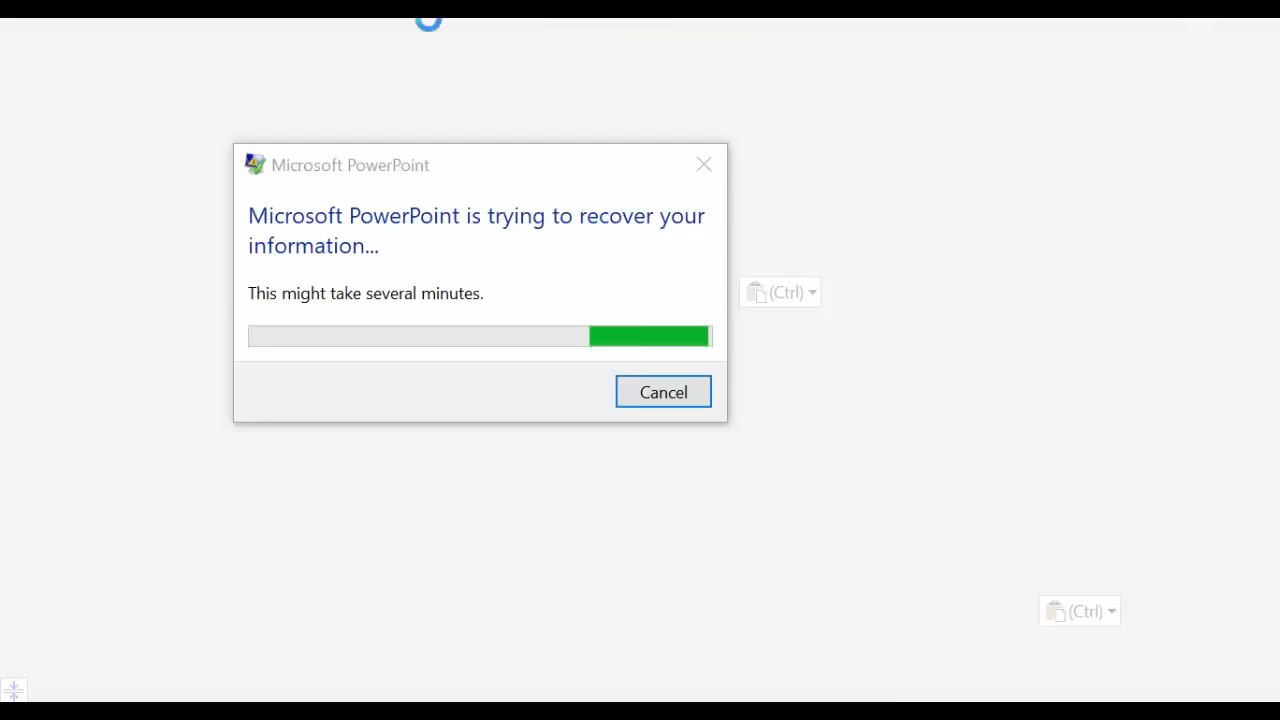 Microsoft PowerPoint
Microsoft PowerPoint is trying to recover your
information...
This might take several minutes.
(Ctrl)
Cancel
(Ctrl)